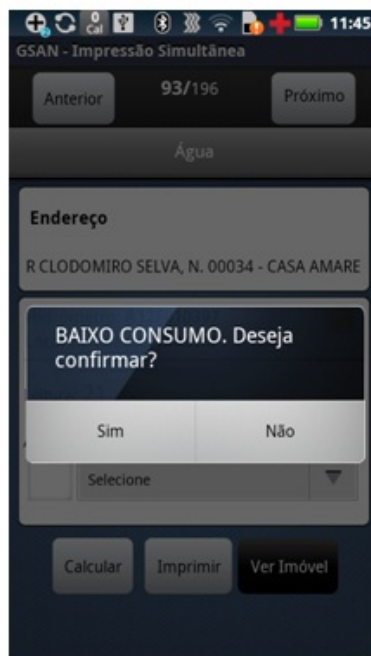 11:45
GSAN - Impressão Simultânea
Anterior
93/196
Próximo
Água
Endereço
R CLODOMIRO SELVA, N. 00034 - CASA AMARE
BAIXO CONSUMO. Deseja
confirmar?
Sim
Não
Selecione
Calcular
Imprimir
Ver Imóvel